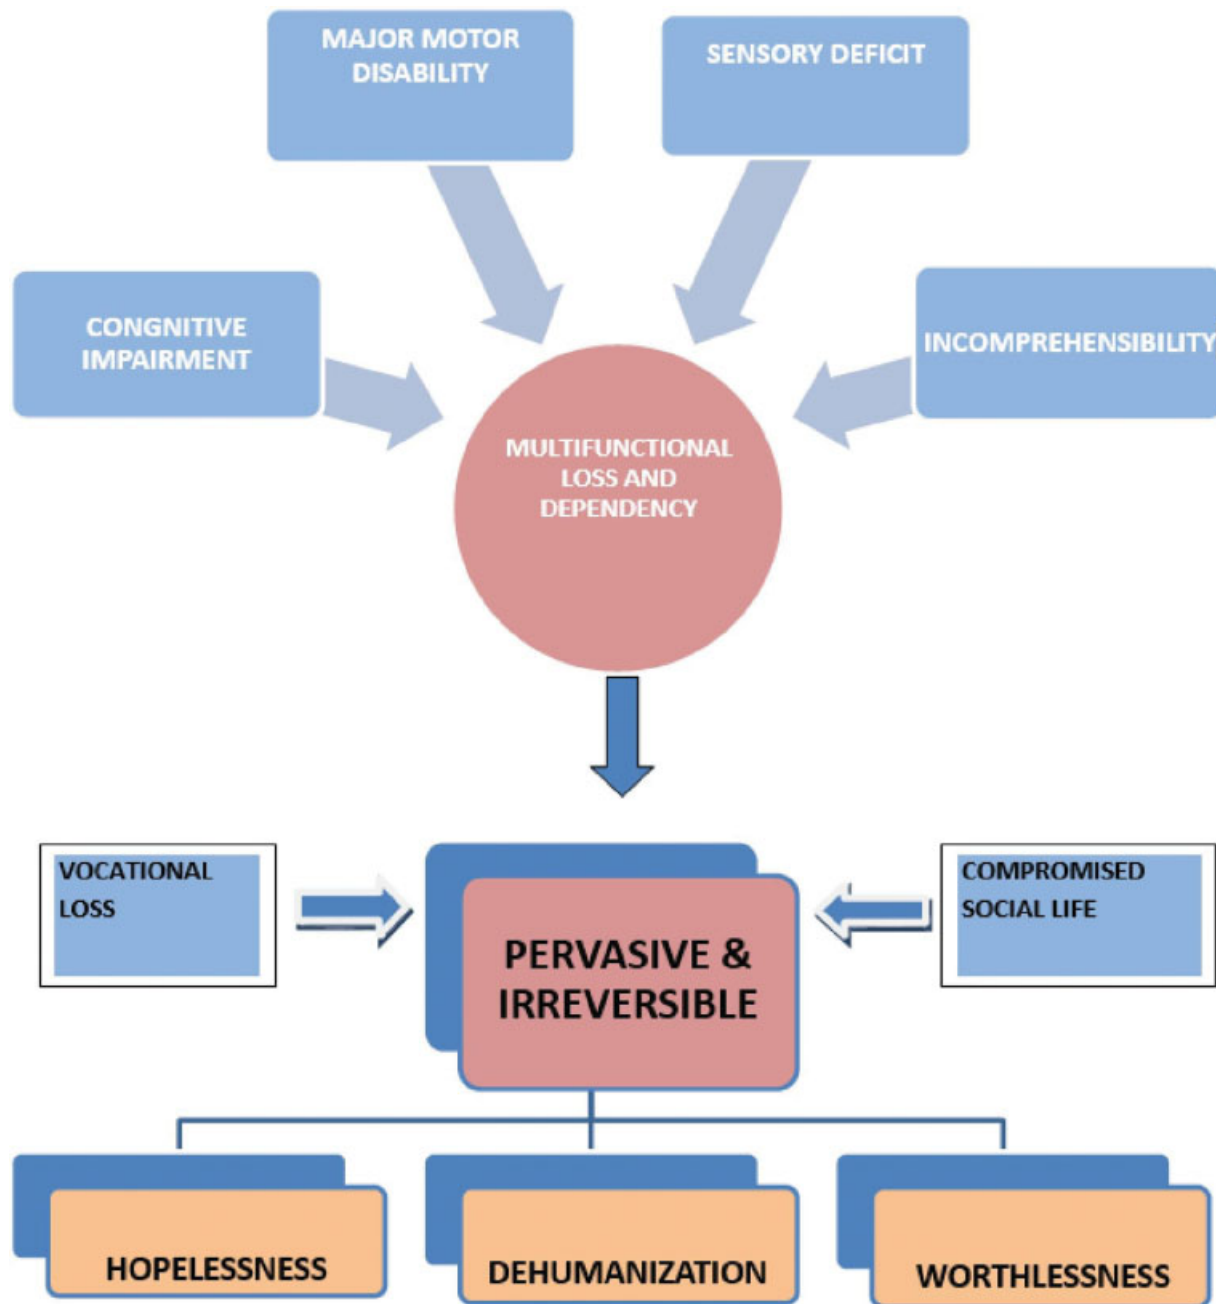 MAJOR MOTOR
DISABILITY
SENSORY DEFICIT
CONGNITIVE
IMPAIRMENT
INCOMPREHENSIBILITY
MULTIFUNCTIONAL
LOSS AND
DEPENDENCY
VOCATIONAL
LOSS
COMPROMISED
SOCIAL LIFE
PERVASIVE &
IRREVERSIBLE
HOPELESSNESS
DEHUMANIZATION
WORTHLESSNESS